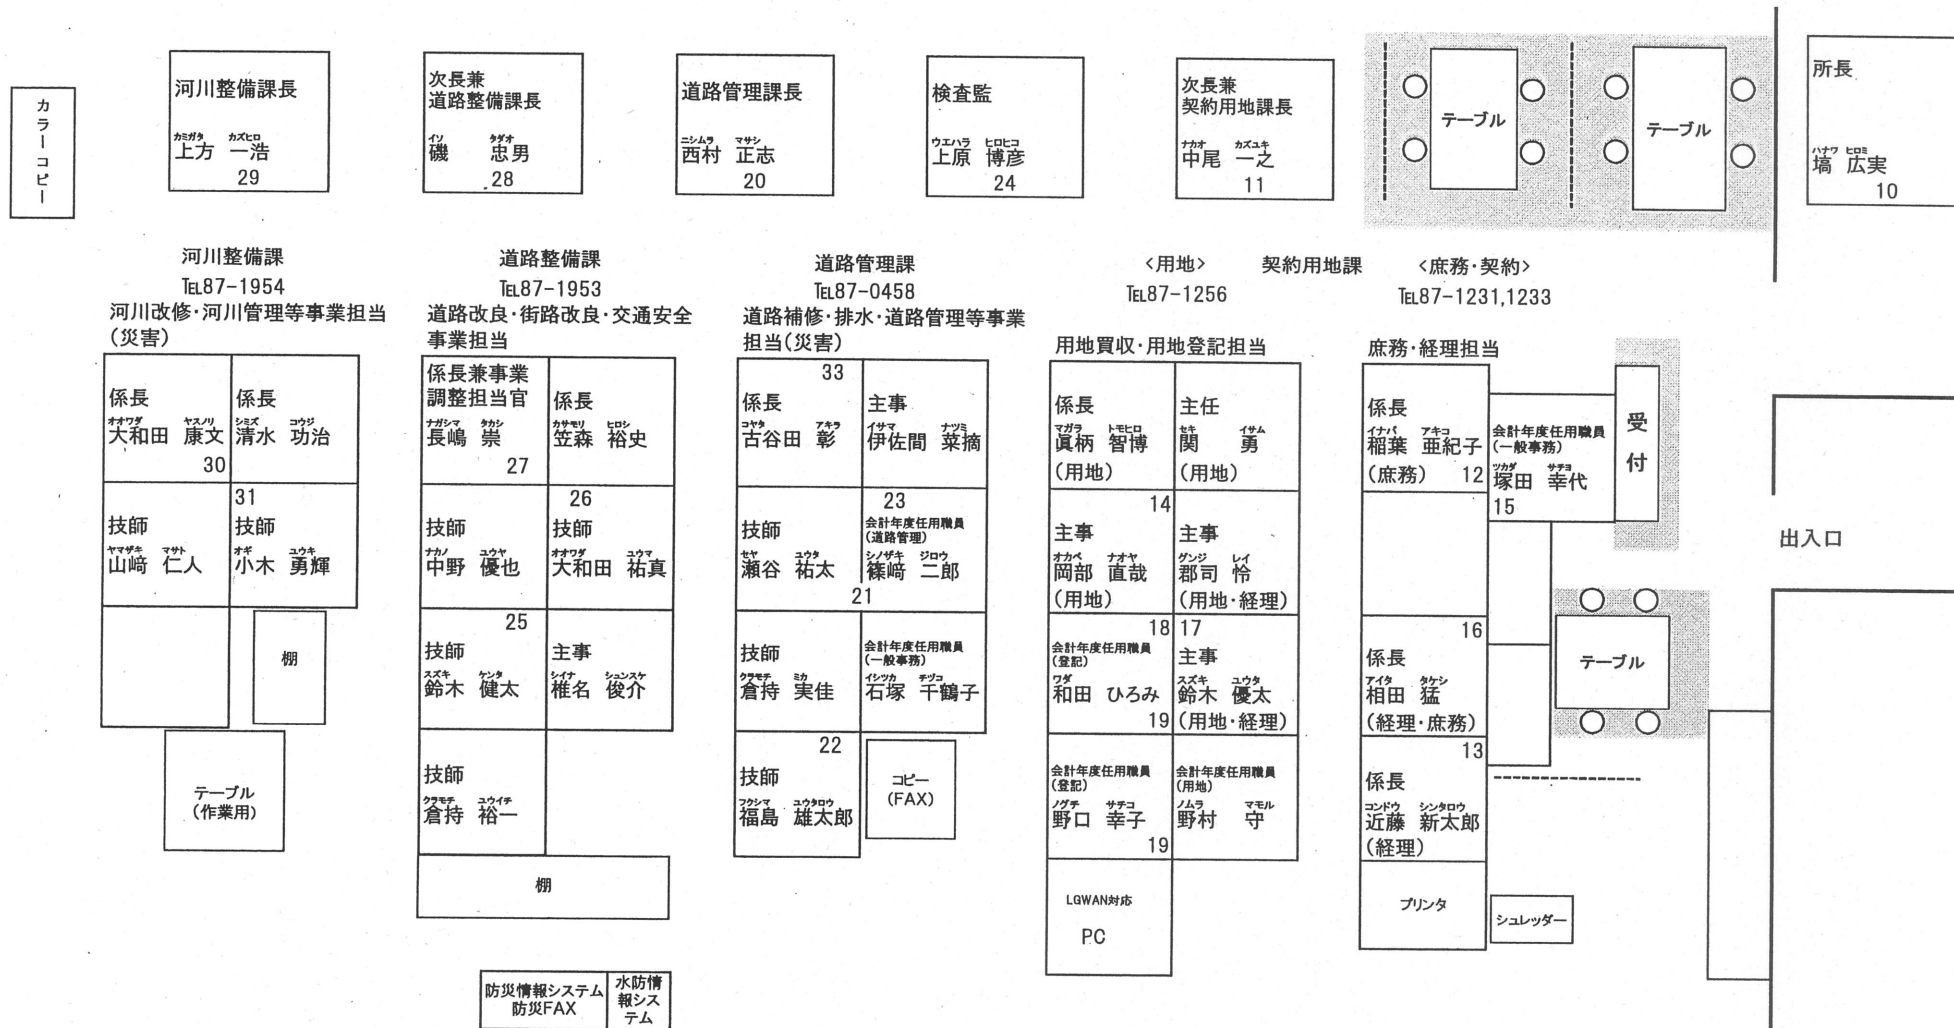 カラーコピー
河川整備課長
カミガタ カズヒロ
上方 一浩
29
次長兼
道路整備課長
イソ タダオ
磯 忠男
28
道路管理課長
ニシムラ マサシ
西村 正志
20
検査監
ウエハラ ヒロヒコ
上原 博彦
24
次長兼
契約用地課長
ナカオ カズユキ
中尾 一之
11
テーブル
テーブル
所長
ハナワ ヒロミ
塙 広実
10
河川整備課
℡87-1954
河川改修・河川管理等事業担当
(災害)
係長
オオワダ ヤスノリ
大和田 康文
30
係長
シミズ コウジ
清水 功治
技師
ヤマザキ マサト
山﨑 仁人
31
技師
オギ ユウキ
小木 勇輝
棚
テーブル
(作業用)
道路整備課
℡87-1953
道路改良・街路改良・交通安全
事業担当
係長兼事業
調整担当官
ナガシマ タカシ
長嶋 崇
27
係長
カサモリ ヒロシ
笠森 裕史
技師
ナカノ ユウヤ
中野 優也
26
技師
オオワダ ユウマ
大和田 祐真
25
技師
スズキ ケンタ
鈴木 健太
主事
シイナ シュンスケ
椎名 俊介
技師
クラモチ ユウイチ
倉持 裕一
棚
防災情報システム
防災FAX
水防情
報シス
テム
道路管理課
℡87-0458
道路補修・排水・道路管理等事業
担当(災害)
33
係長
コヤタ アキラ
古谷田 彰
主事
イサマ ナツミ
伊佐間 菜摘
技師
セヤ ユウタ
瀬谷 祐太
23
会計年度任用職員
(道路管理)
シノザキ ジロウ
篠﨑 二郎
21
技師
クラモチ ミカ
倉持 実佳
会計年度任用職員
(一般事務)
イシツカ チヅコ
石塚 千鶴子
22
技師
フクシマ ユウタロウ
福島 雄太郎
コピー
(FAX)
<用地> 契約用地課 <庶務・契約>
℡87-1256
℡87-1231,1233
用地買収・用地登記担当
係長
マガラ トモヒロ
眞柄 智博
(用地)
主任
セキ イサム
関 勇
(用地)
14
主事
オカベ ナオヤ
岡部 直哉
(用地)
主事
グンジ レイ
郡司 怜
(用地・経理)
18
会計年度任用職員
(登記)
ワダ
和田 ひろみ
19
17
主事
スズキ ユウタ
鈴木 優太
(用地・経理)
会計年度任用職員
(登記)
ノグチ サチコ
野口 幸子
19
会計年度任用職員
(用地)
ノムラ マモル
野村 守
LGWAN対応
PC
庶務・経理担当
係長
イナバ アキコ
稲葉 亜紀子
(庶務) 12
会計年度任用職員
(一般事務)
ツカダ サチヨ
塚田 幸代
15
受付
16
係長
アイタ タケシ
相田 猛
(経理・庶務)
13
係長
コンドウ シンタロウ
近藤 新太郎
(経理)
プリンタ
シュレッダー
テーブル
出入口